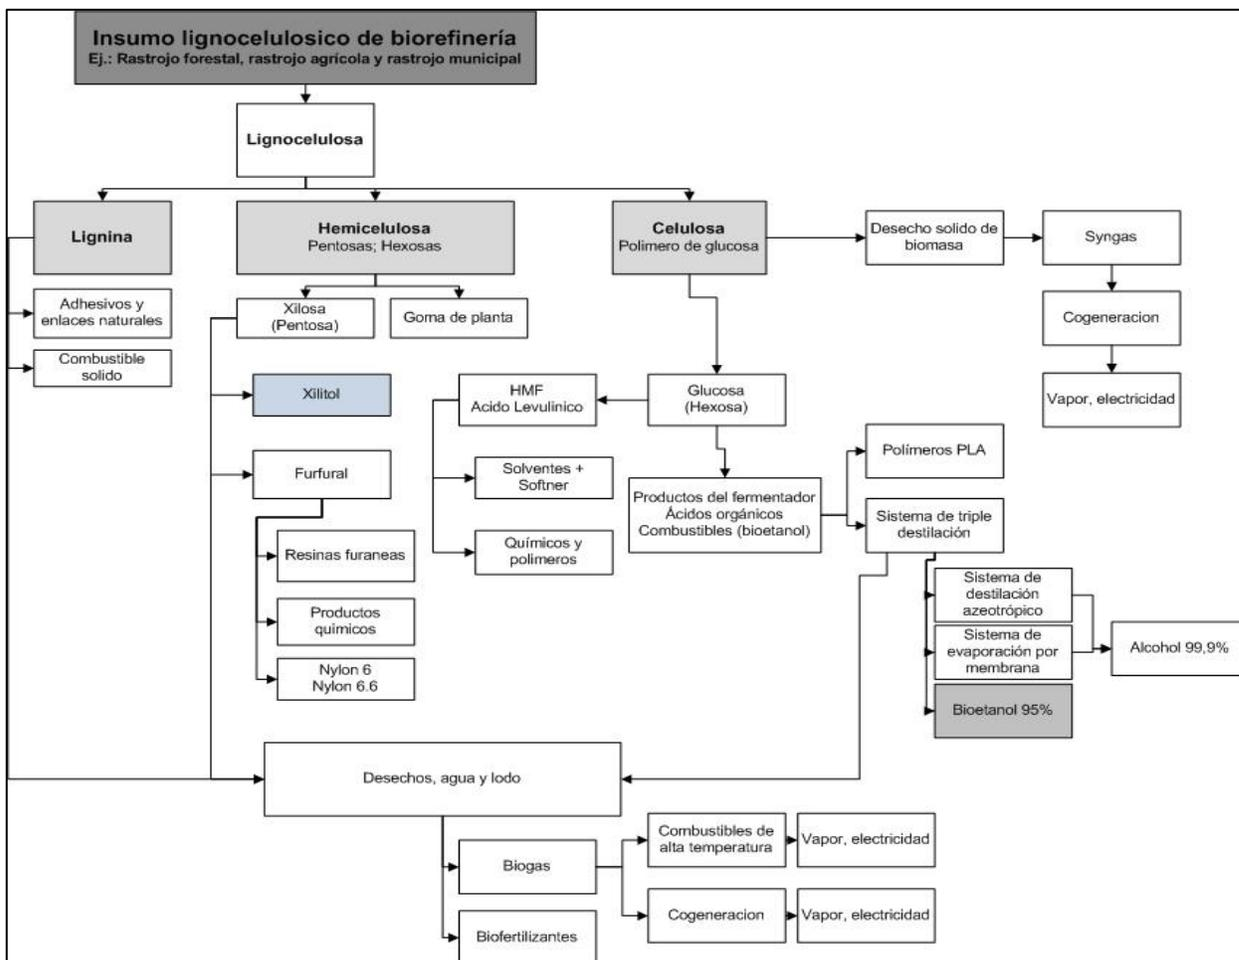 Insumo lignocelulosico de biorefinería
Ej.: Rastrojo forestal, rastrojo agrícola y rastrojo municipal
Lignocelulosa
Lignina
Hemicelulosa
Pentosas; Hexosas
Celulosa
Polimero de glucosa
Desecho solido de
biomasa
Syngas
Adhesivos y
enlaces naturales
Xilosa
(Pentosa)
Goma de planta
Cogeneracion
Combustible
solido
Xilitol
HMF
Acido Levulinico
Glucosa
(Hexosa)
Vapor, electricidad
Furfural
Solventes +
Softner
Productos del fermentador
Ácidos orgánicos
Combustibles (bioetanol)
Polímeros PLA
Sistema de triple
destilación
Resinas furaneas
Químicos y
polimeros
Sistema de
destilación
azeotrópico
Productos
quimicos
Sistema de
evaporación por
membrana
Alcohol 99,9%
Nylon 6
Nylon 6.6
Bioetanol 95%
Desechos, agua y lodo
Combustibles de
alta temperatura
Vapor, electricidad
Biogas
Cogeneracion
Vapor, electricidad
Biofertilizantes